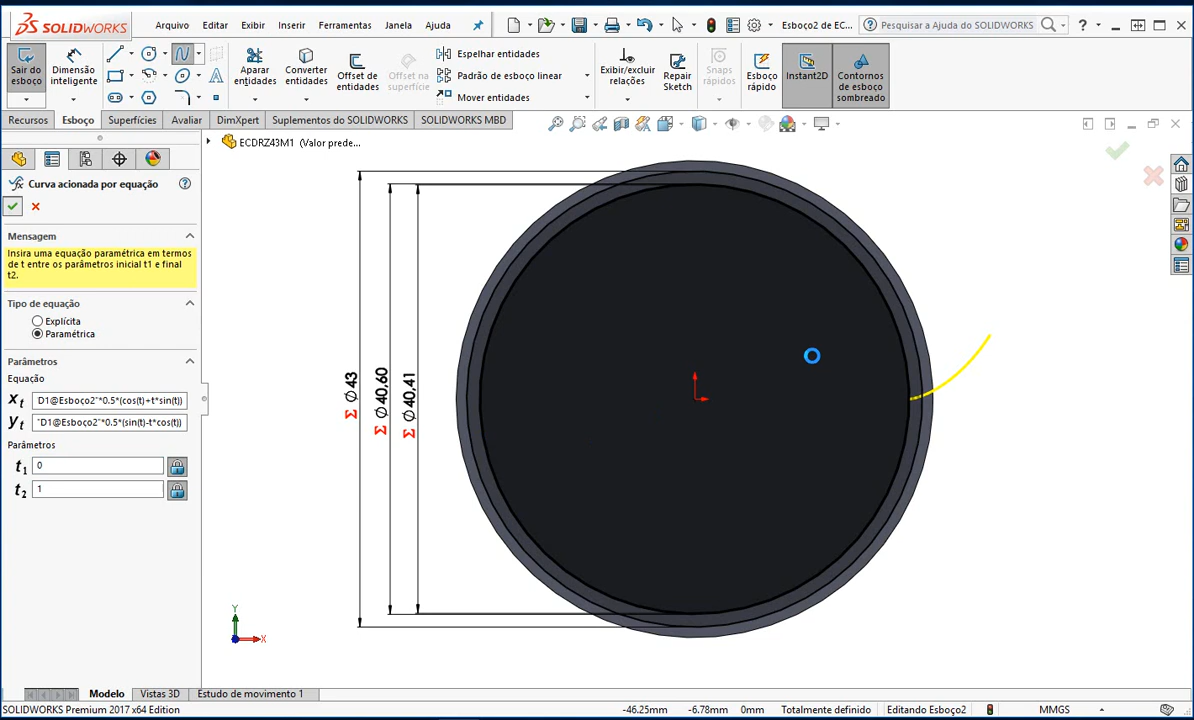 SOLIDWORKS
Arquivo
Editar
Exibir
Inserir
Ferramentas
Janela
Ajuda
Esboço2 de EC...
Pesquisar a Ajuda do SOLIDWORKS
?
Sair do esboço
Dimensão inteligente
Aparar entidades
Converter entidades
Offset de entidades
Offset na superfície
Espelhar entidades
Padrão de esboço linear
Mover entidades
Exibir/excluir relações
Repair Sketch
Snaps rápidos
Esboço rápido
Instant2D
Contornos de esboço sombreado
Recursos
Esboço
Superfícies
Avaliar
DimXpert
Suplementos do SOLIDWORKS
SOLIDWORKS MBD
ECDRZ43M1 (Valor prede...
Curva acionada por equação
Mensagem
Insira uma equação paramétrica em termos
de t entre os parâmetros inicial t1 e final
t2.
Tipo de equação
Explícita
Paramétrica
Parâmetros
Equação
Xt D1@Esboço2"*0.5*(cos(t)+t*sin(t))
Yt "D1@Esboço2"*0.5*(sin(t)-t*cos(t))
Parâmetros
t1 0
t2 1
Σ Ø43
Σ Ø40,60
Σ Ø40,41
Y
X
Modelo
Vistas 3D
Estudo de movimento 1
SOLIDWORKS Premium 2017 x64 Edition
-46.25mm
-6.78mm
0mm
Totalmente definido
Editando Esboço2
MMGS